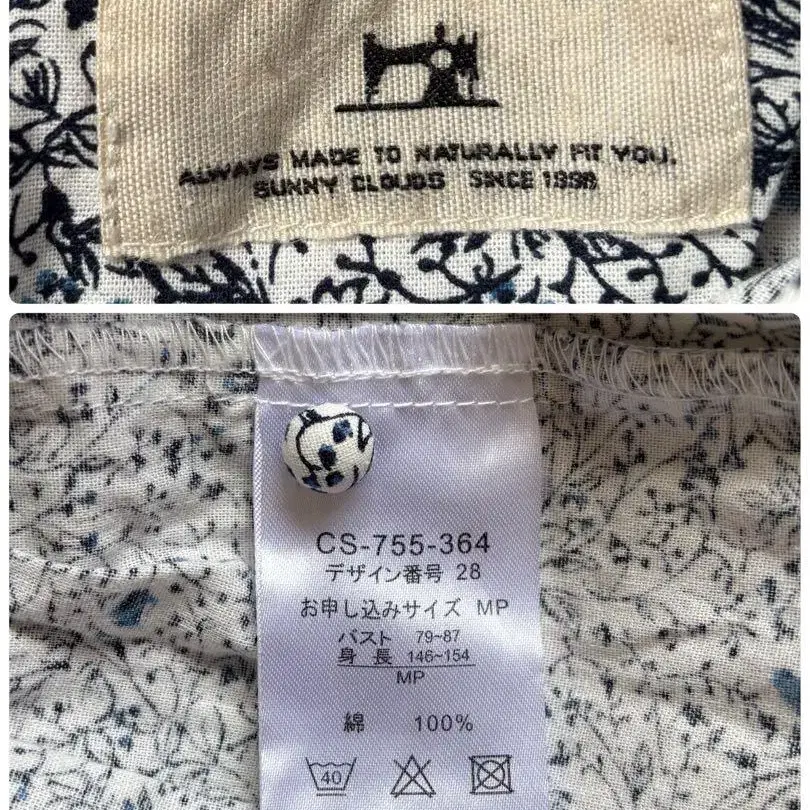 ALWAYS MADE TO NATURALLY FIT YOU.
SUNNY CLOUDS SINCE 1998
CS-755-364
デザイン番号 28
お申し込みサイズ MP
バスト 79~87
身長 146~154
MP
綿 100%
40